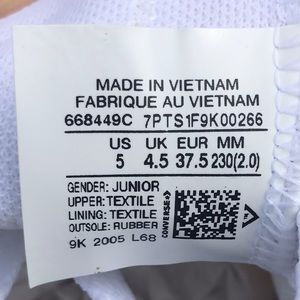 MADE IN VIETNAM
FABRIQUE AU VIETNAM
668449C 7PTS1F9K00266
US UK EUR MM
5 4.5 37.5 230(2.0)
GENDER: JUNIOR
UPPER: TEXTILE
LINING: TEXTILE
OUTSOLE: RUBBER
9K 2005 L68
CONVERSE